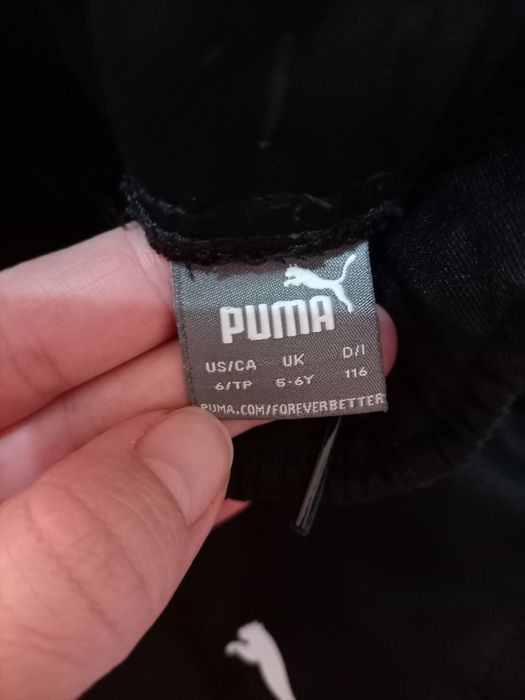 PUMA
US/CA UK D/I
6/TP 5-6Y 116
PUMA.COM/FOREVERBETTER